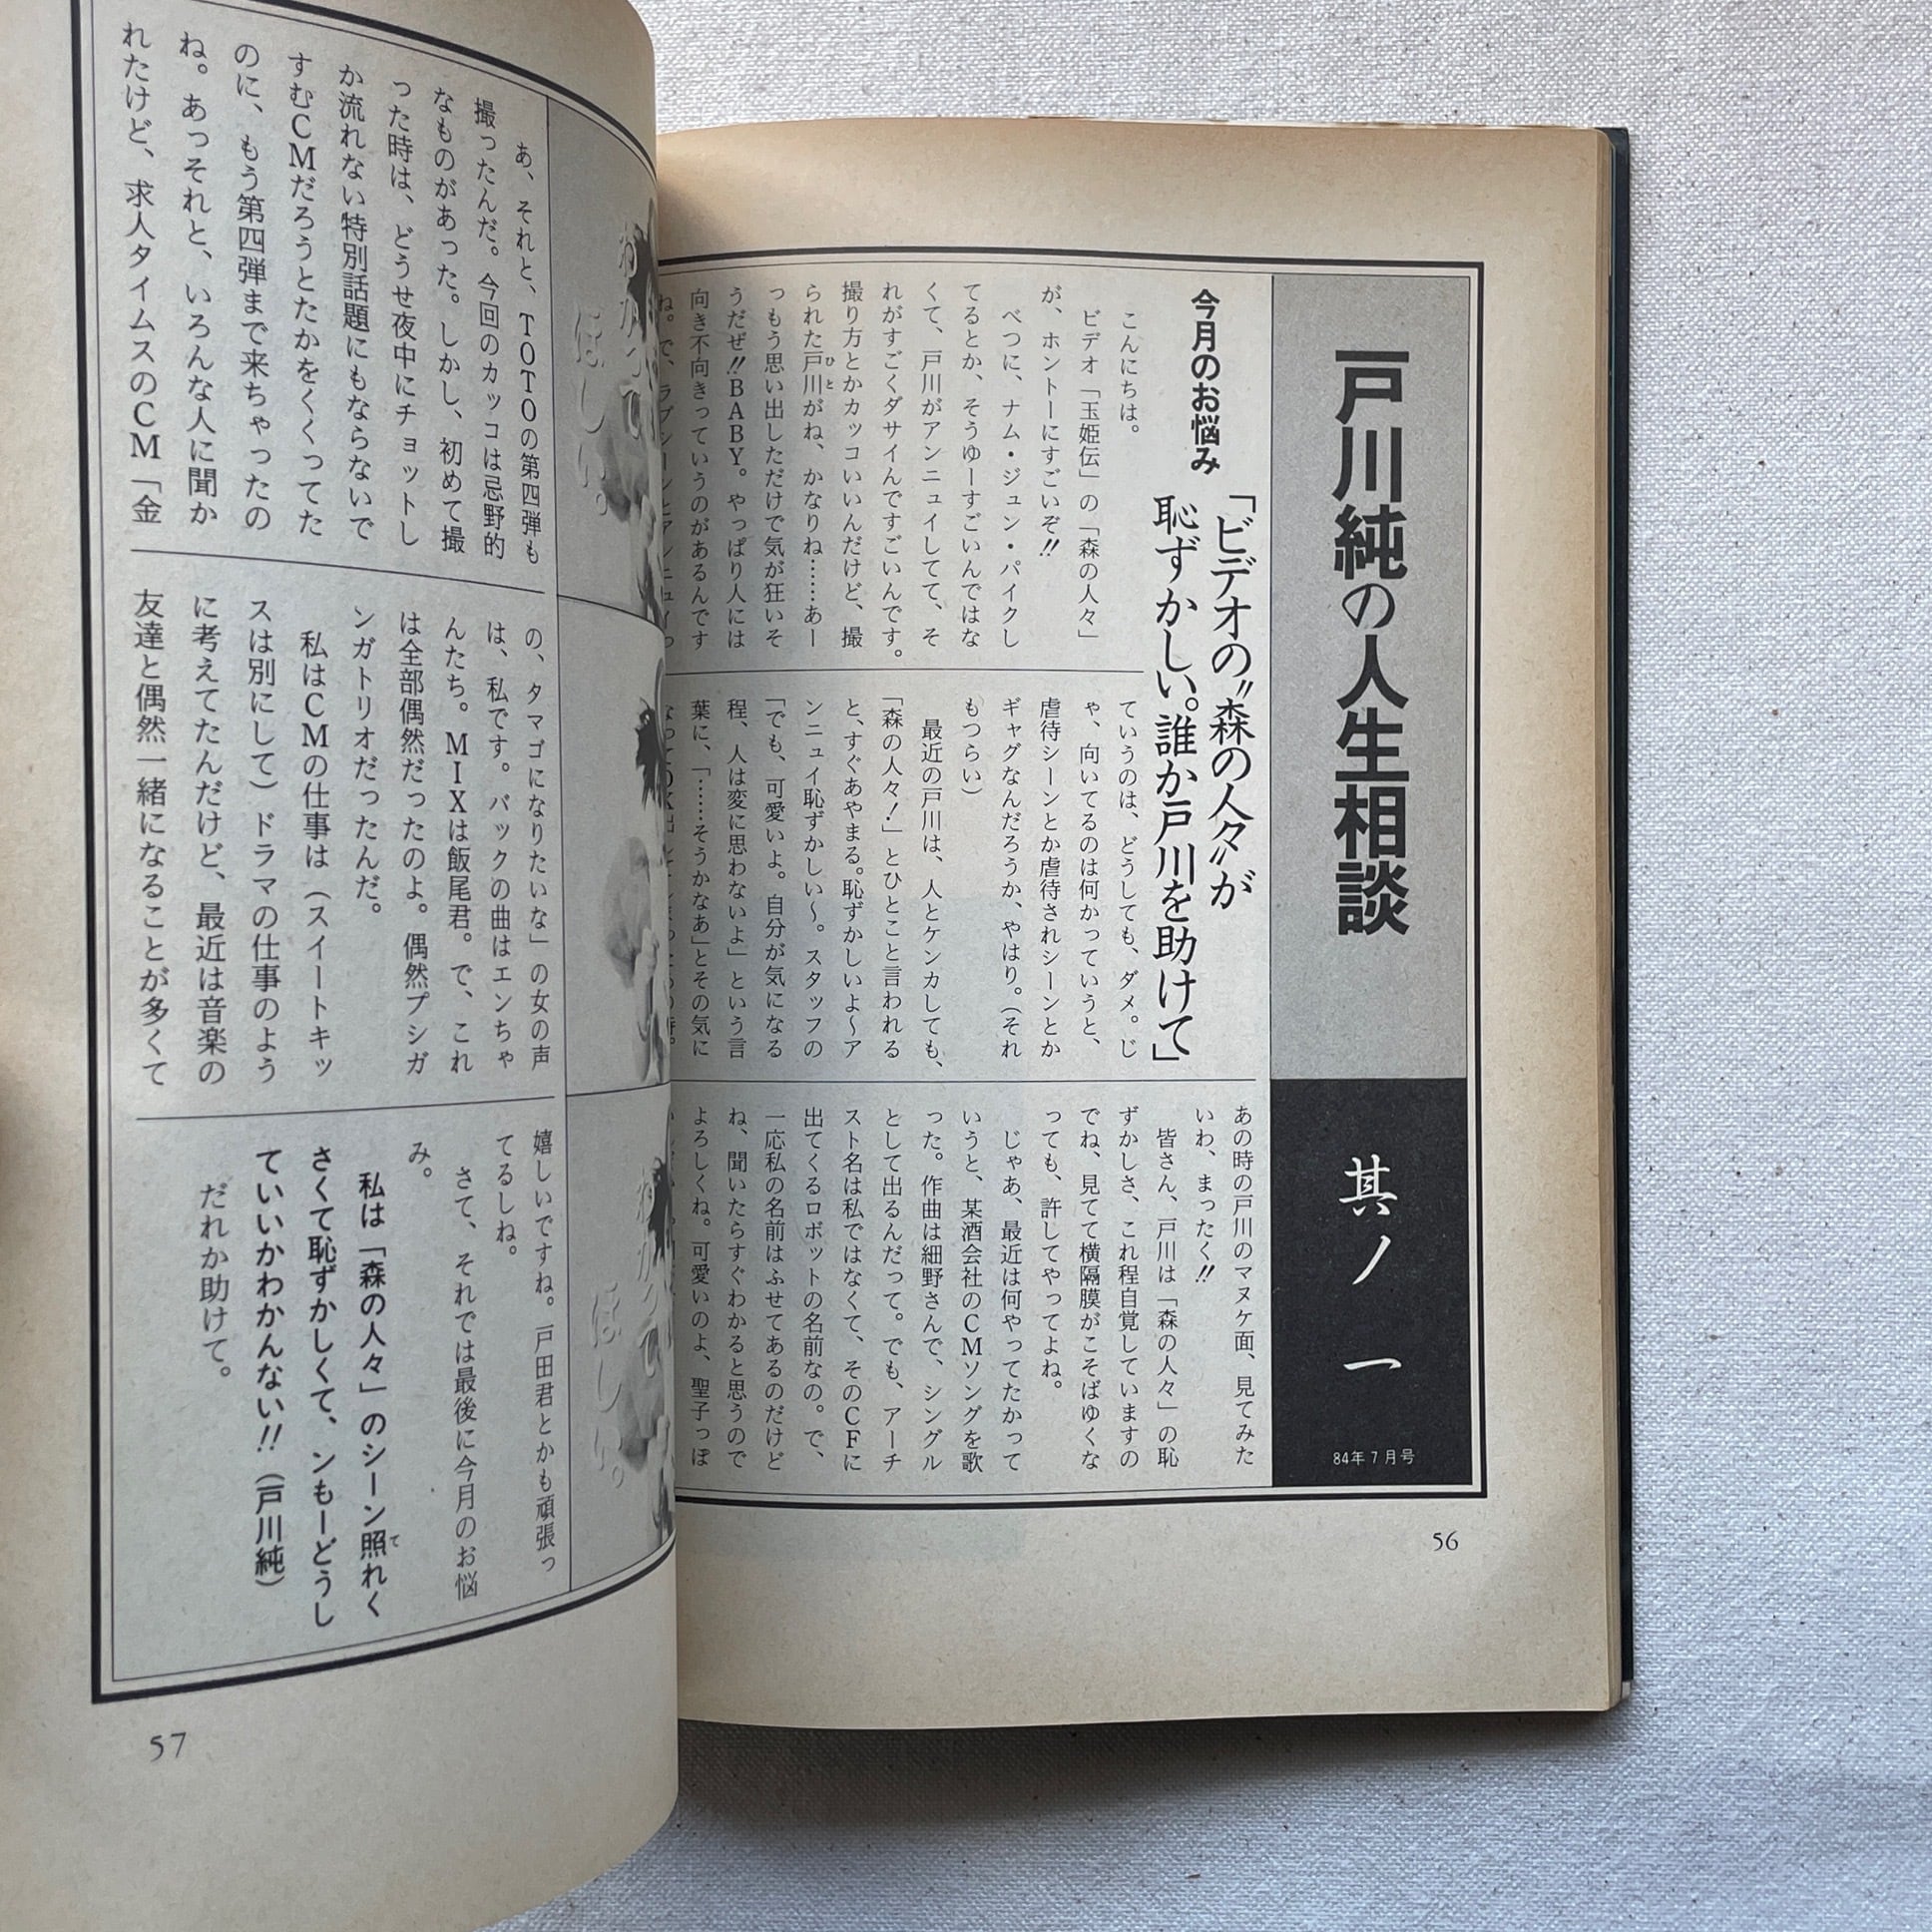 戸川純の人生相談
其ノ一
84年7月号
今月のお悩み
「ビデオの〝森の人々〟が
恥ずかしい。誰か戸川を助けて」
こんにちは。
ビデオ「玉姫伝」の「森の人々」
が、ホントーにすごいぞ!!
べつに、ナム・ジュン・パイクし
てるとか、そうゆーすごいんではな
くて、戸川がアンニュイしてて、そ
れがすごくダサイんですごいんです。
撮り方とかカッコいいんだけど、撮
られた戸川がね、かなりね……あー
ひと
っもう思い出しただけで気が狂いそ
うだぜ!!BABY。やっぱり人には
向き不向きっていうのがあるんです
ね。で、ラブシーンとアンニュイっ
ていうのは、どうしても、ダメ。じ
ゃ、向いてるのは何かっていうと、
虐待シーンとか虐待されシーンとか
ギャグなんだろうか、やはり。(それ
もつらい)
最近の戸川は、人とケンカしても、
「森の人々!」とひとこと言われる
と、すぐあやまる。恥ずかしいよ〜ア
ンニュイ恥ずかしい〜。スタッフの
「でも、可愛いよ。自分が気になる
程、人は変に思わないよ」という言
葉に、「……そうかなあ」とその気に
あの時の戸川のマヌケ面、見てみた
いわ、まったく!!
皆さん、戸川は「森の人々」の恥
ずかしさ、これ程自覚していますの
でね、見てて横隔膜がこそばゆくな
っても、許してやってよね。
じゃあ、最近は何やってたかって
いうと、某酒会社のCMソングを歌
った。作曲は細野さんで、シングル
として出るんだって。でも、アーチ
スト名は私ではなくて、そのCFに
出てくるロボットの名前なの。で、
一応私の名前はふせてあるのだけど
ね、聞いたらすぐわかると思うので
よろしくね。可愛いのよ、聖子っぽ
56
わかって
ほしい。
わかって
ほしい。
あ、それと、TOTOの第四弾も
撮ったんだ。今回のカッコは忌野的
なものがあった。しかし、初めて撮
った時は、どうせ夜中にチョットし
か流れない特別話題にもならないで
すむCMだろうとたかをくくってた
のに、もう第四弾まで来ちゃったの
ね。あっそれと、いろんな人に聞か
れたけど、求人タイムスのCM「金
の、タマゴになりたいな」の女の声
は、私です。バックの曲はエンちゃ
んたち。MIXは飯尾君。で、これ
は全部偶然だったのよ。偶然プシガ
ンガトリオだったんだ。
私はCMの仕事は(スイートキッ
スは別にして)ドラマの仕事のよう
に考えてたんだけど、最近は音楽の
友達と偶然一緒になることが多くて
嬉しいですね。戸田君とかも頑張っ
てるしね。
さて、それでは最後に今月のお悩
み。
私は「森の人々」のシーン照れく
て
さくて恥ずかしくて、ンもーどうし
ていいかわかんない!!(戸川純)
だれか助けて。
57